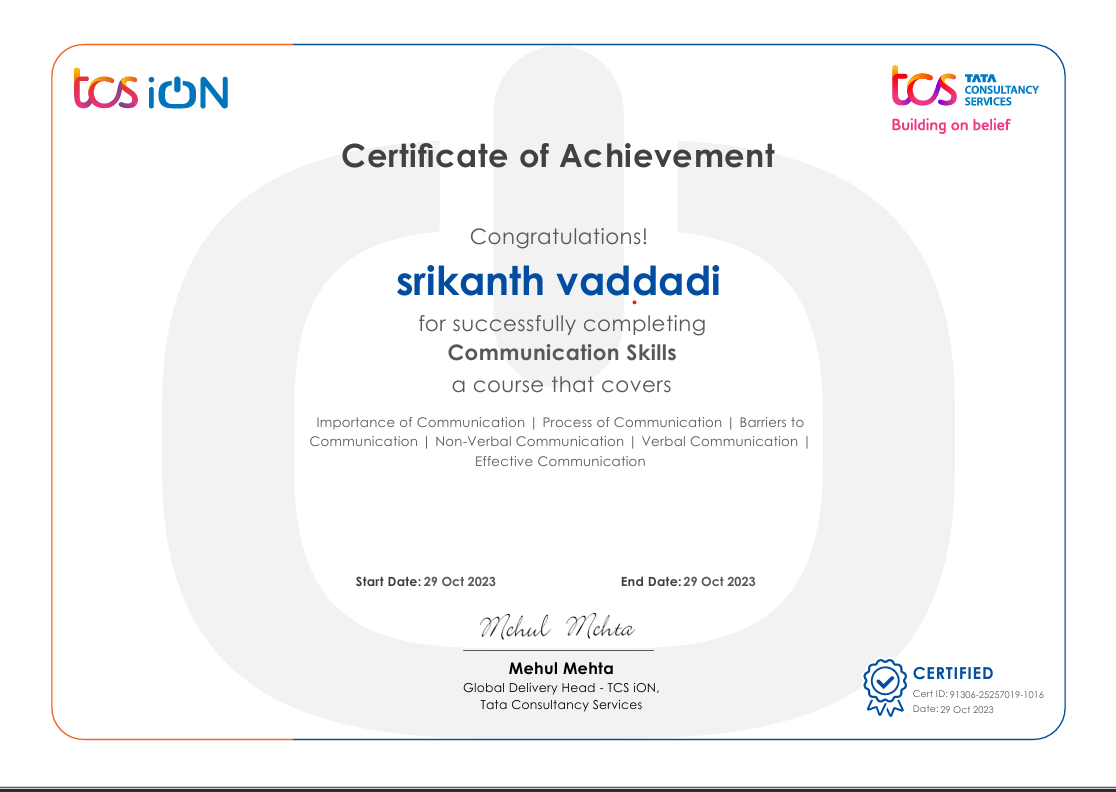 tcs iON
tcs TATA
CONSULTANCY
SERVICES
Building on belief
Certificate of Achievement
Congratulations!
srikanth vaddadi
for successfully completing
Communication Skills
a course that covers
Importance of Communication | Process of Communication | Barriers to
Communication | Non-Verbal Communication | Verbal Communication |
Effective Communication
Start Date: 29 Oct 2023 End Date: 29 Oct 2023
Mehul Mehta
Mehul Mehta
Global Delivery Head - TCS iON,
Tata Consultancy Services
CERTIFIED
Cert ID: 91306-25257019-1016
Date: 29 Oct 2023